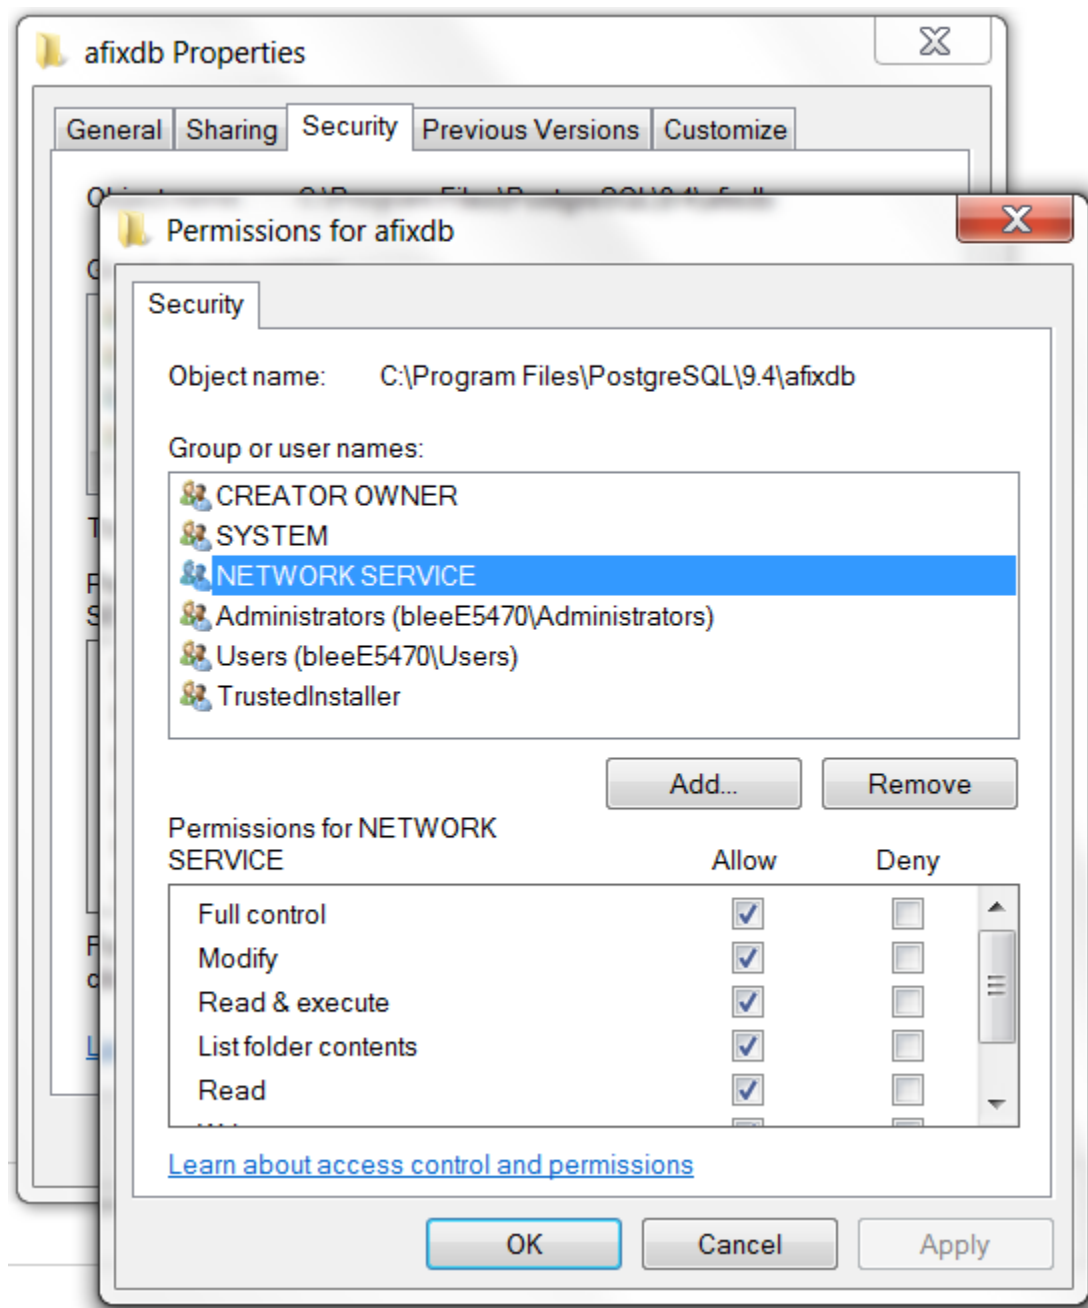 afixdb Properties
General Sharing Security Previous Versions Customize
Permissions for afixdb
Security
Object name: C:\Program Files\PostgreSQL\9.4\afixdb
Group or user names:
CREATOR OWNER
SYSTEM
NETWORK SERVICE
Administrators (bleeE5470\Administrators)
Users (bleeE5470\Users)
TrustedInstaller
Add... Remove
Permissions for NETWORK
SERVICE Allow Deny
Full control
Modify
Read & execute
List folder contents
Read
Learn about access control and permissions
OK Cancel Apply